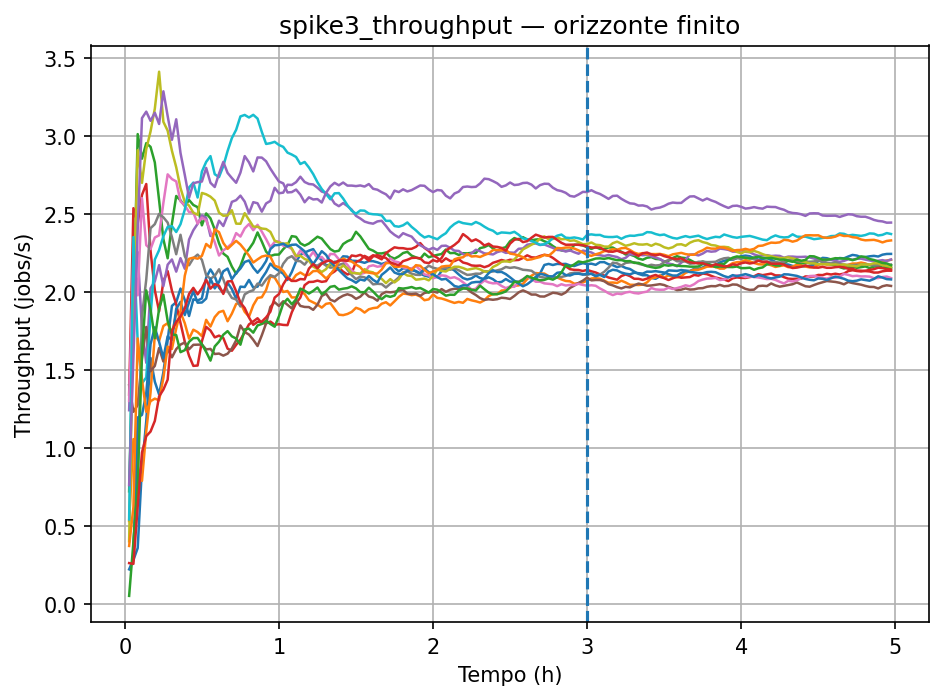 spike3_throughput — orizzonte finito
3.5
3.0
2.5
2.0
1.5
1.0
0.5
0.0
Throughput (jobs/s)
0 1 2 3 4 5
Tempo (h)